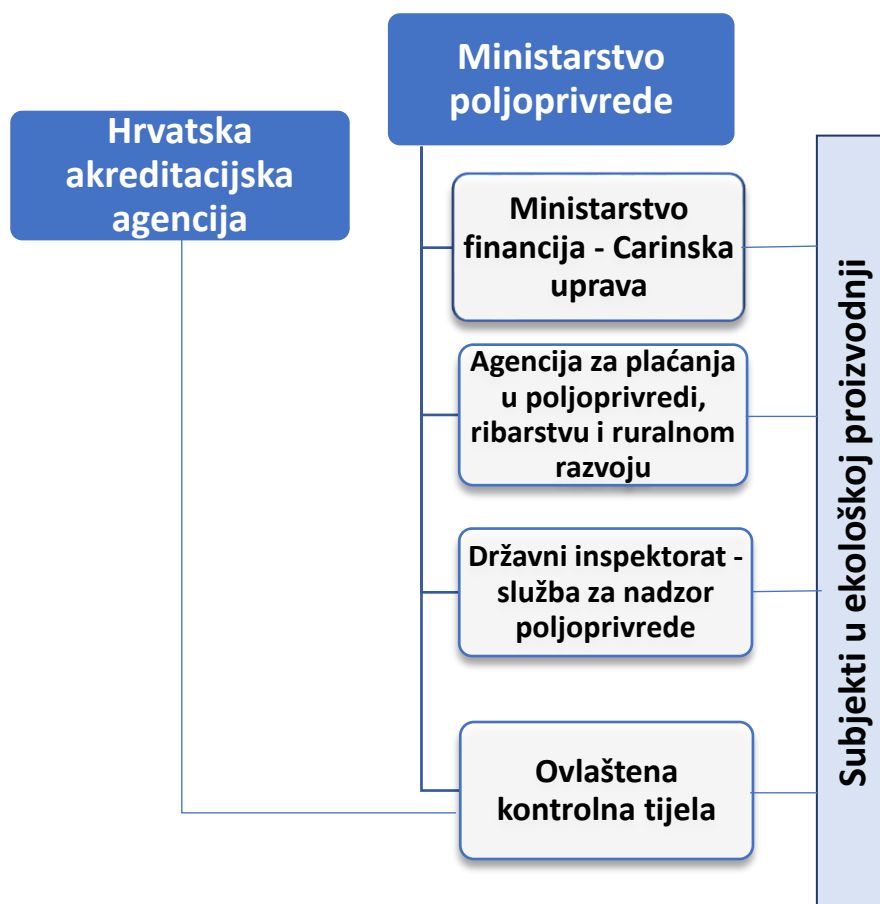 Ministarstvo
poljoprivrede
Hrvatska
akreditacijska
agencija
Ministarstvo
financija - Carinska
uprava
Agencija za plaćanja
u poljoprivredi,
ribarstvu i ruralnom
razvoju
Državni inspektorat -
služba za nadzor
poljoprivrede
Ovlaštena
kontrolna tijela
Subjekti u ekološkoj proizvodnji